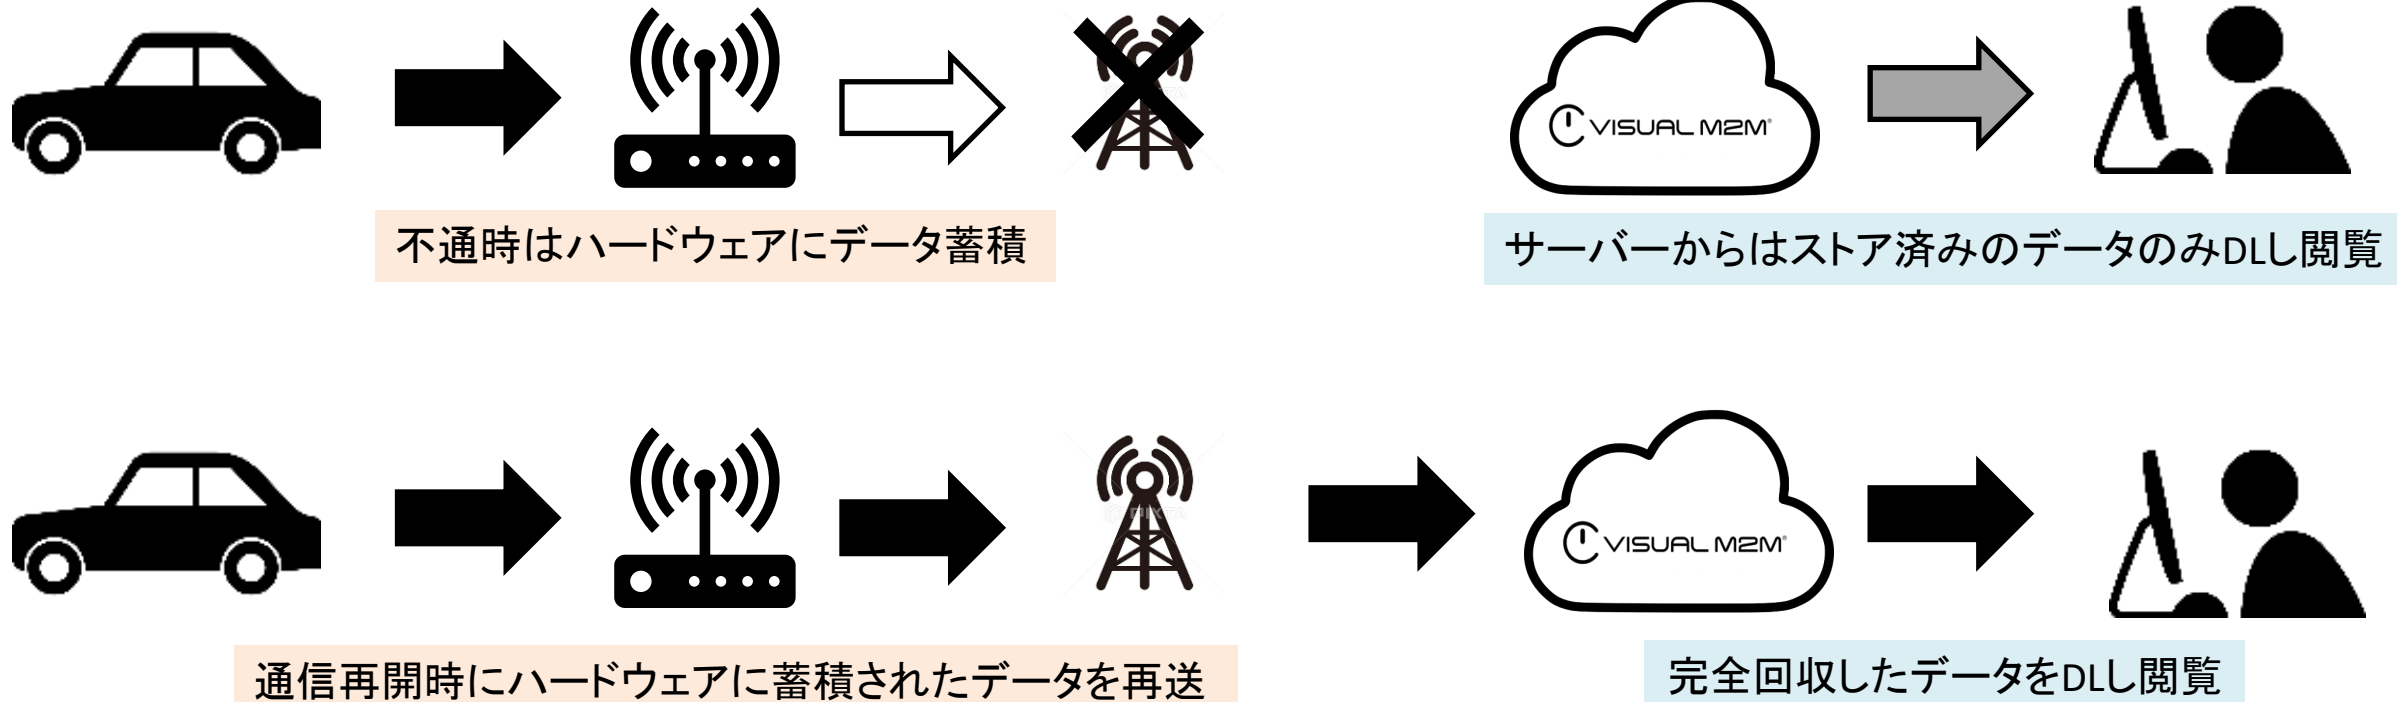 VISUAL M2M®
不通時はハードウェアにデータ蓄積
サーバーからはストア済みのデータのみDLし閲覧
VISUAL M2M®
通信再開時にハードウェアに蓄積されたデータを再送
完全回収したデータをDLし閲覧